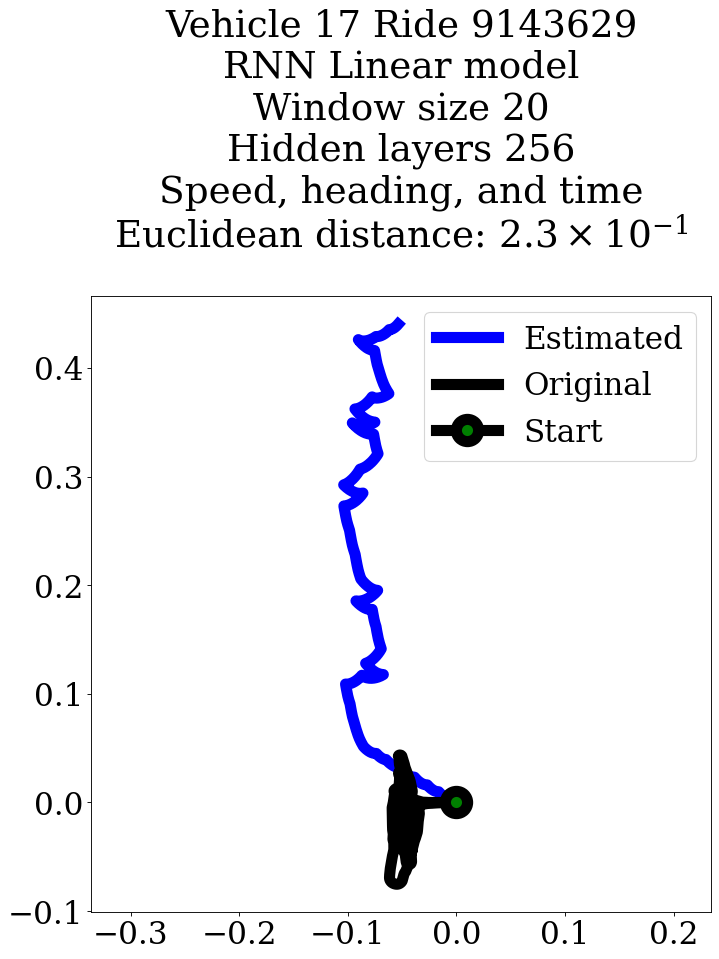 Vehicle 17 Ride 9143629
RNN Linear model
Window size 20
Hidden layers 256
Speed, heading, and time
Euclidean distance: 2.3 × 10⁻¹
Estimated
Original
Start
0.4
0.3
0.2
0.1
0.0
−0.1
−0.3 −0.2 −0.1 0.0 0.1 0.2